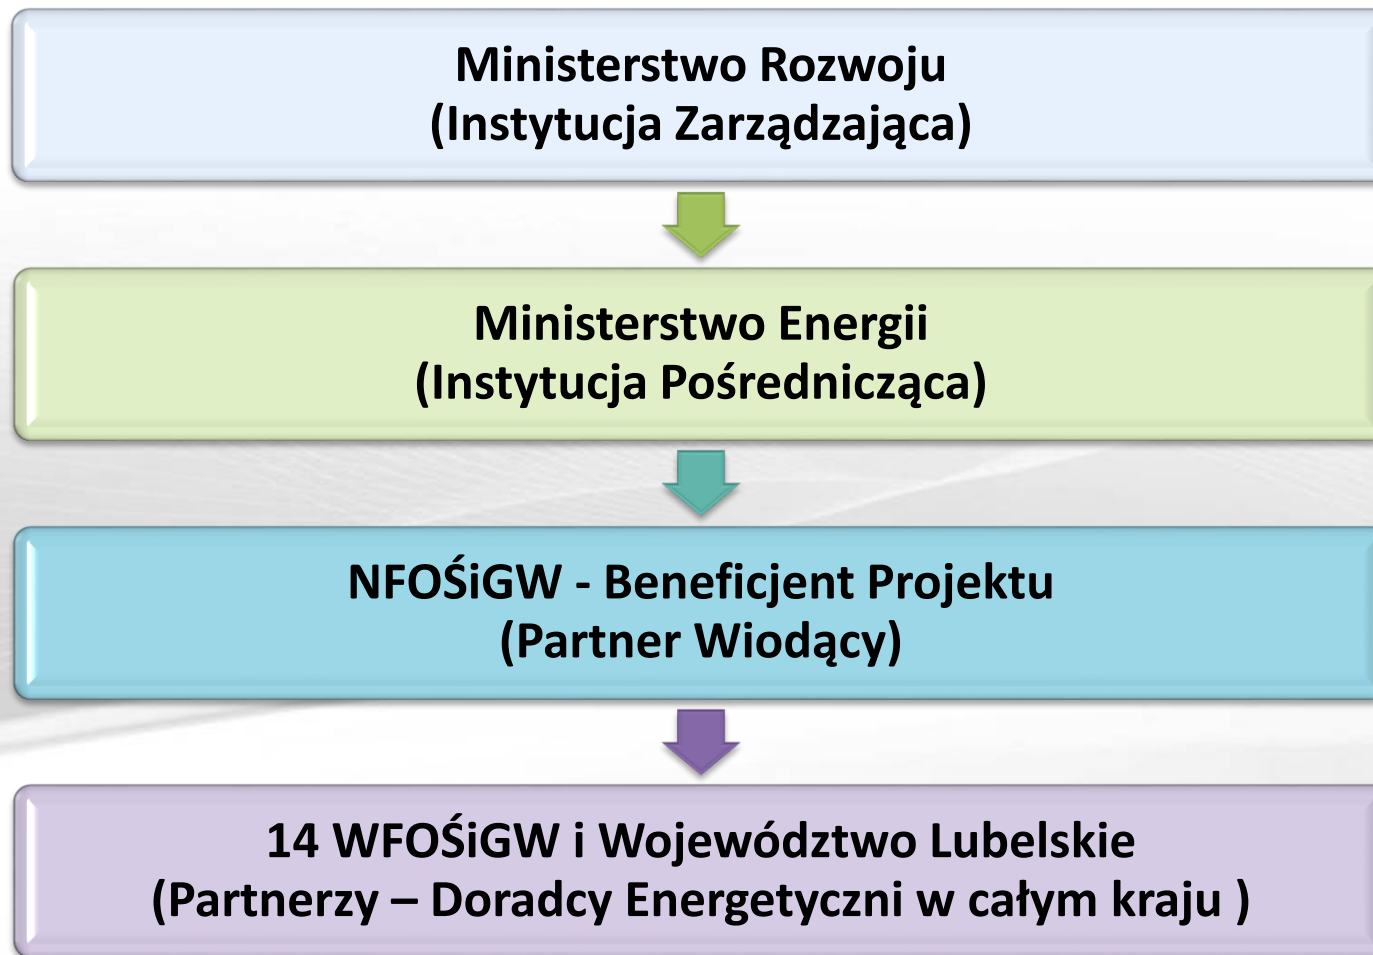 Ministerstwo Rozwoju
(Instytucja Zarządzająca)
Ministerstwo Energii
(Instytucja Pośrednicząca)
NFOŚiGW - Beneficjent Projektu
(Partner Wiodący)
14 WFOŚiGW i Województwo Lubelskie
(Partnerzy – Doradcy Energetyczni w całym kraju )